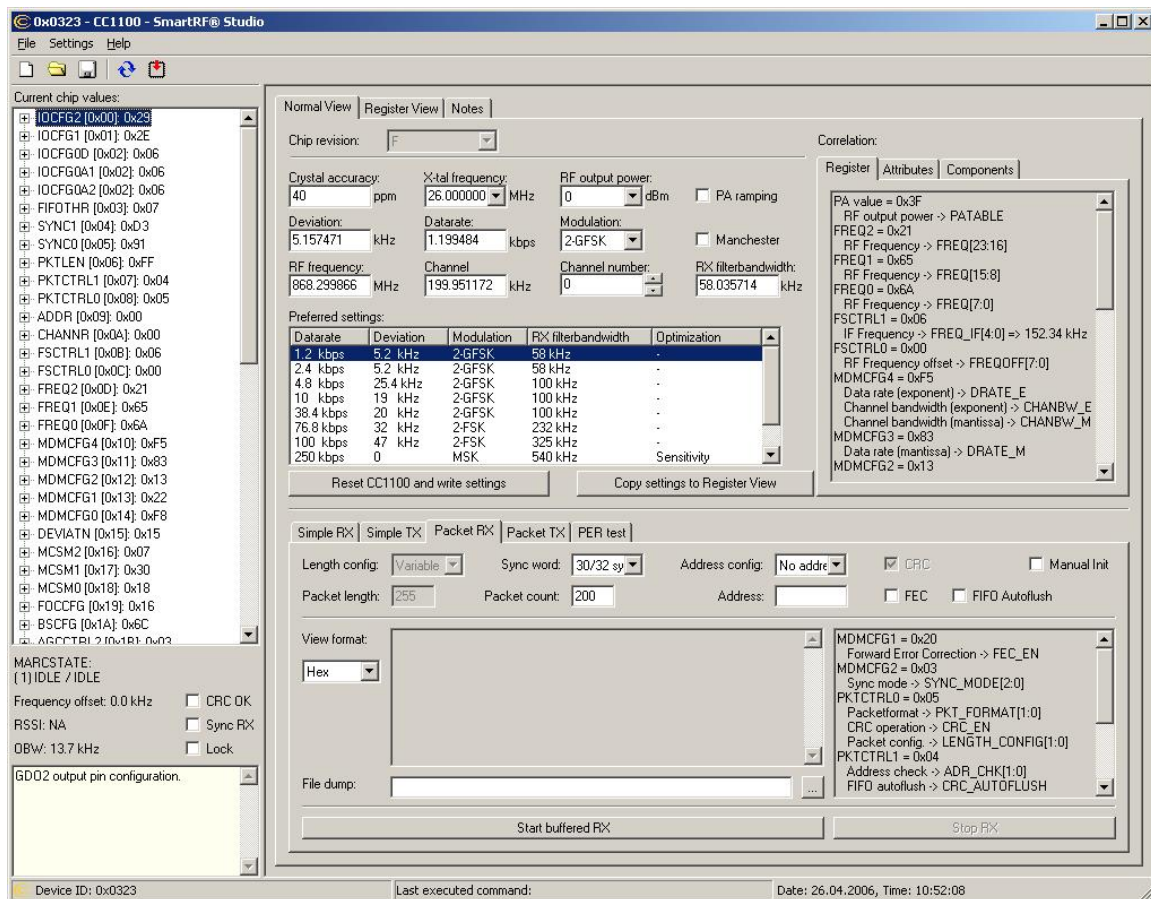 0x0323 - CC1100 - SmartRF® Studio
File Settings Help
Current chip values:
IOCFG2 [0x00]: 0x29
IOCFG1 [0x01]: 0x2E
IOCFG0D [0x02]: 0x06
IOCFG0A1 [0x02]: 0x06
IOCFG0A2 [0x02]: 0x06
FIFOTHR [0x03]: 0x07
SYNC1 [0x04]: 0xD3
SYNC0 [0x05]: 0x91
PKTLEN [0x06]: 0xFF
PKTCTRL1 [0x07]: 0x04
PKTCTRL0 [0x08]: 0x05
ADDR [0x09]: 0x00
CHANNR [0x0A]: 0x00
FSCTRL1 [0x0B]: 0x06
FSCTRL0 [0x0C]: 0x00
FREQ2 [0x0D]: 0x21
FREQ1 [0x0E]: 0x65
FREQ0 [0x0F]: 0x6A
MDMCFG4 [0x10]: 0xF5
MDMCFG3 [0x11]: 0x83
MDMCFG2 [0x12]: 0x13
MDMCFG1 [0x13]: 0x22
MDMCFG0 [0x14]: 0xF8
DEVIATN [0x15]: 0x15
MCSM2 [0x16]: 0x07
MCSM1 [0x17]: 0x30
MCSM0 [0x18]: 0x18
FOCCFG [0x19]: 0x16
BSCFG [0x1A]: 0x6C
AGCCTRL2 [0x1B]: 0x03
MARCSTATE:
(1) IDLE / IDLE
Frequency offset: 0.0 kHz CRC OK
RSSI: NA Sync RX
OBW: 13.7 kHz Lock
GDO2 output pin configuration.
Normal View Register View Notes
Chip revision: F
Crystal accuracy: X-tal frequency: RF output power:
40 ppm 26.000000 MHz 0 dBm PA ramping
Deviation: Datarate: Modulation:
5.157471 kHz 1.199484 kbps 2-GFSK Manchester
RF frequency: Channel Channel number: RX filterbandwidth:
868.299866 MHz 199.951172 kHz 0 58.035714 kHz
Preferred settings:
Datarate Deviation Modulation RX filterbandwidth Optimization
1.2 kbps 5.2 kHz 2-GFSK 58 kHz -
2.4 kbps 5.2 kHz 2-GFSK 58 kHz -
4.8 kbps 25.4 kHz 2-GFSK 100 kHz -
10 kbps 19 kHz 2-GFSK 100 kHz -
38.4 kbps 20 kHz 2-GFSK 100 kHz -
76.8 kbps 32 kHz 2-FSK 232 kHz -
100 kbps 47 kHz 2-FSK 325 kHz -
250 kbps 0 MSK 540 kHz Sensitivity
Reset CC1100 and write settings Copy settings to Register View
Correlation:
Register Attributes Components
PA value = 0x3F
RF output power -> PATABLE
FREQ2 = 0x21
RF Frequency -> FREQ[23:16]
FREQ1 = 0x65
RF Frequency -> FREQ[15:8]
FREQ0 = 0x6A
RF Frequency -> FREQ[7:0]
FSCTRL1 = 0x06
IF Frequency -> FREQ_IF[4:0] => 152.34 kHz
FSCTRL0 = 0x00
RF Frequency offset -> FREQOFF[7:0]
MDMCFG4 = 0xF5
Data rate (exponent) -> DRATE_E
Channel bandwidth (exponent) -> CHANBW_E
Channel bandwidth (mantissa) -> CHANBW_M
MDMCFG3 = 0x83
Data rate (mantissa) -> DRATE_M
MDMCFG2 = 0x13
Simple RX Simple TX Packet RX Packet TX PER test
Length config: Variable Sync word: 30/32 sy Address config: No addre CRC Manual Init
Packet length: 255 Packet count: 200 Address: FEC FIFO Autoflush
View format:
Hex
File dump: ...
MDMCFG1 = 0x20
Forward Error Correction -> FEC_EN
MDMCFG2 = 0x03
Sync mode -> SYNC_MODE[2:0]
PKTCTRL0 = 0x05
Packetformat -> PKT_FORMAT[1:0]
CRC operation -> CRC_EN
Packet config. -> LENGTH_CONFIG[1:0]
PKTCTRL1 = 0x04
Address check -> ADR_CHK[1:0]
FIFO autoflush -> CRC_AUTOFLUSH
Start buffered RX Stop RX
Device ID: 0x0323 Last executed command: Date: 26.04.2006, Time: 10:52:08